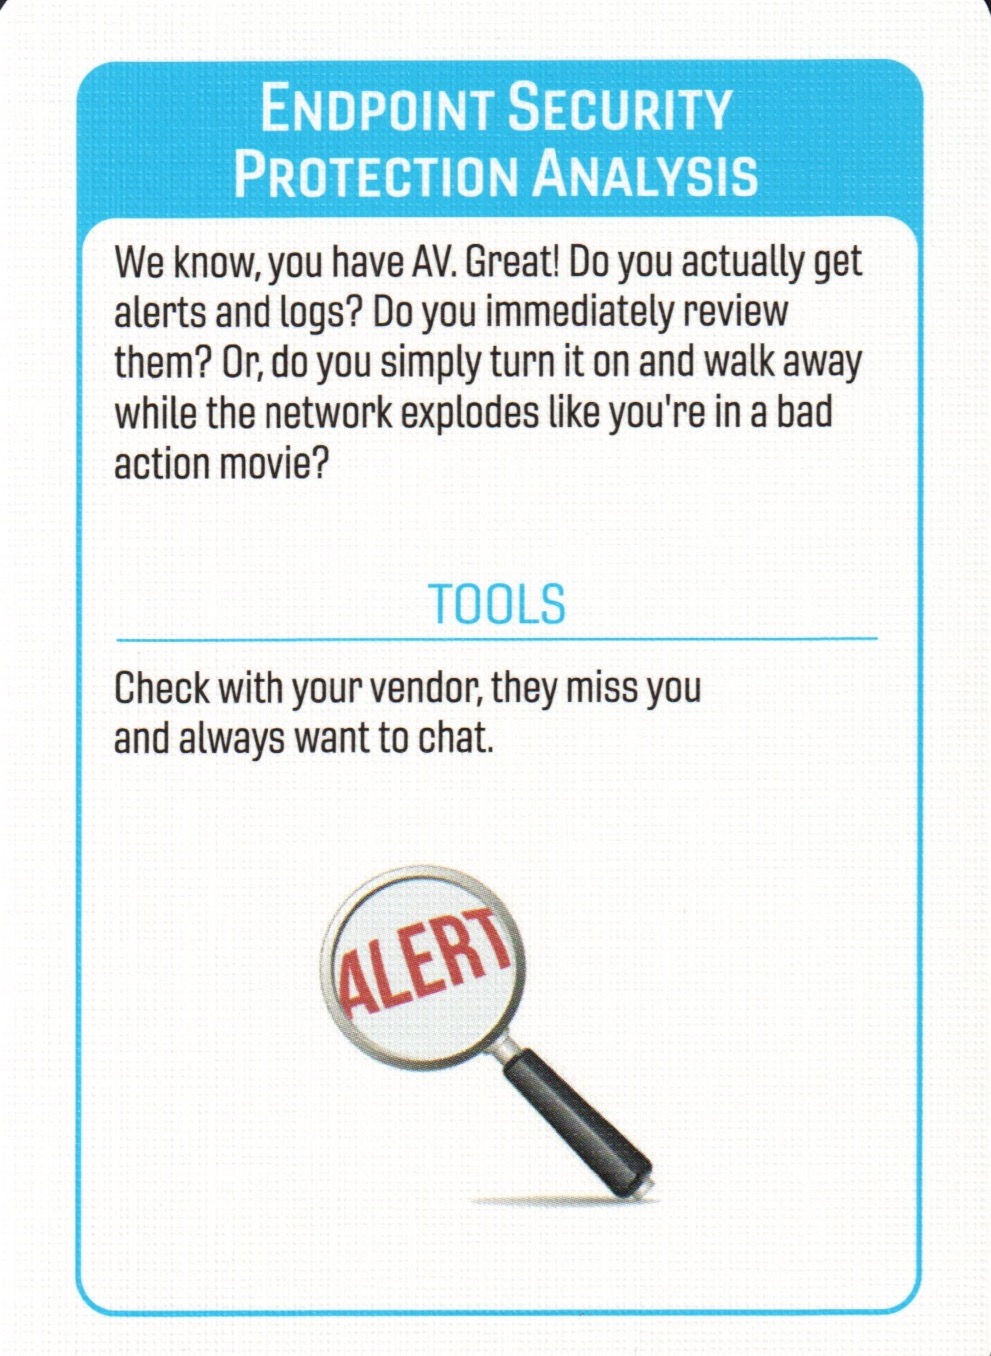 ENDPOINT SECURITY
PROTECTION ANALYSIS
We know, you have AV. Great! Do you actually get
alerts and logs? Do you immediately review
them? Or, do you simply turn it on and walk away
while the network explodes like you're in a bad
action movie?
TOOLS
Check with your vendor, they miss you
and always want to chat.
ALERT